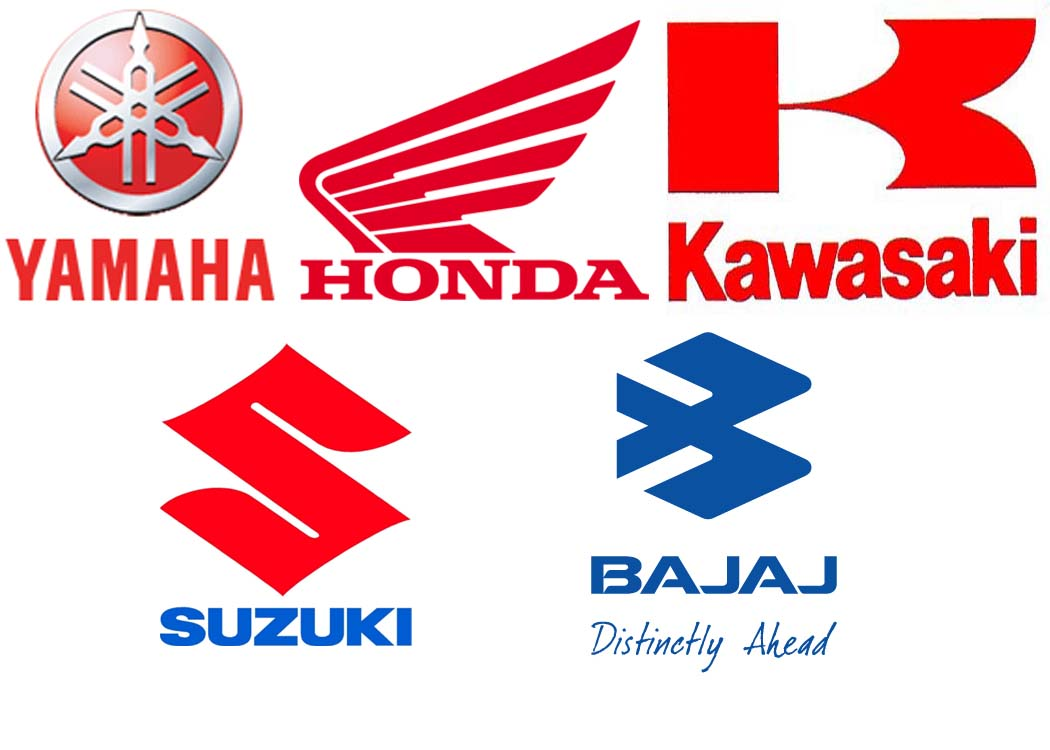 YAMAHA
HONDA
Kawasaki
SUZUKI
BAJAJ
Distinctly Ahead